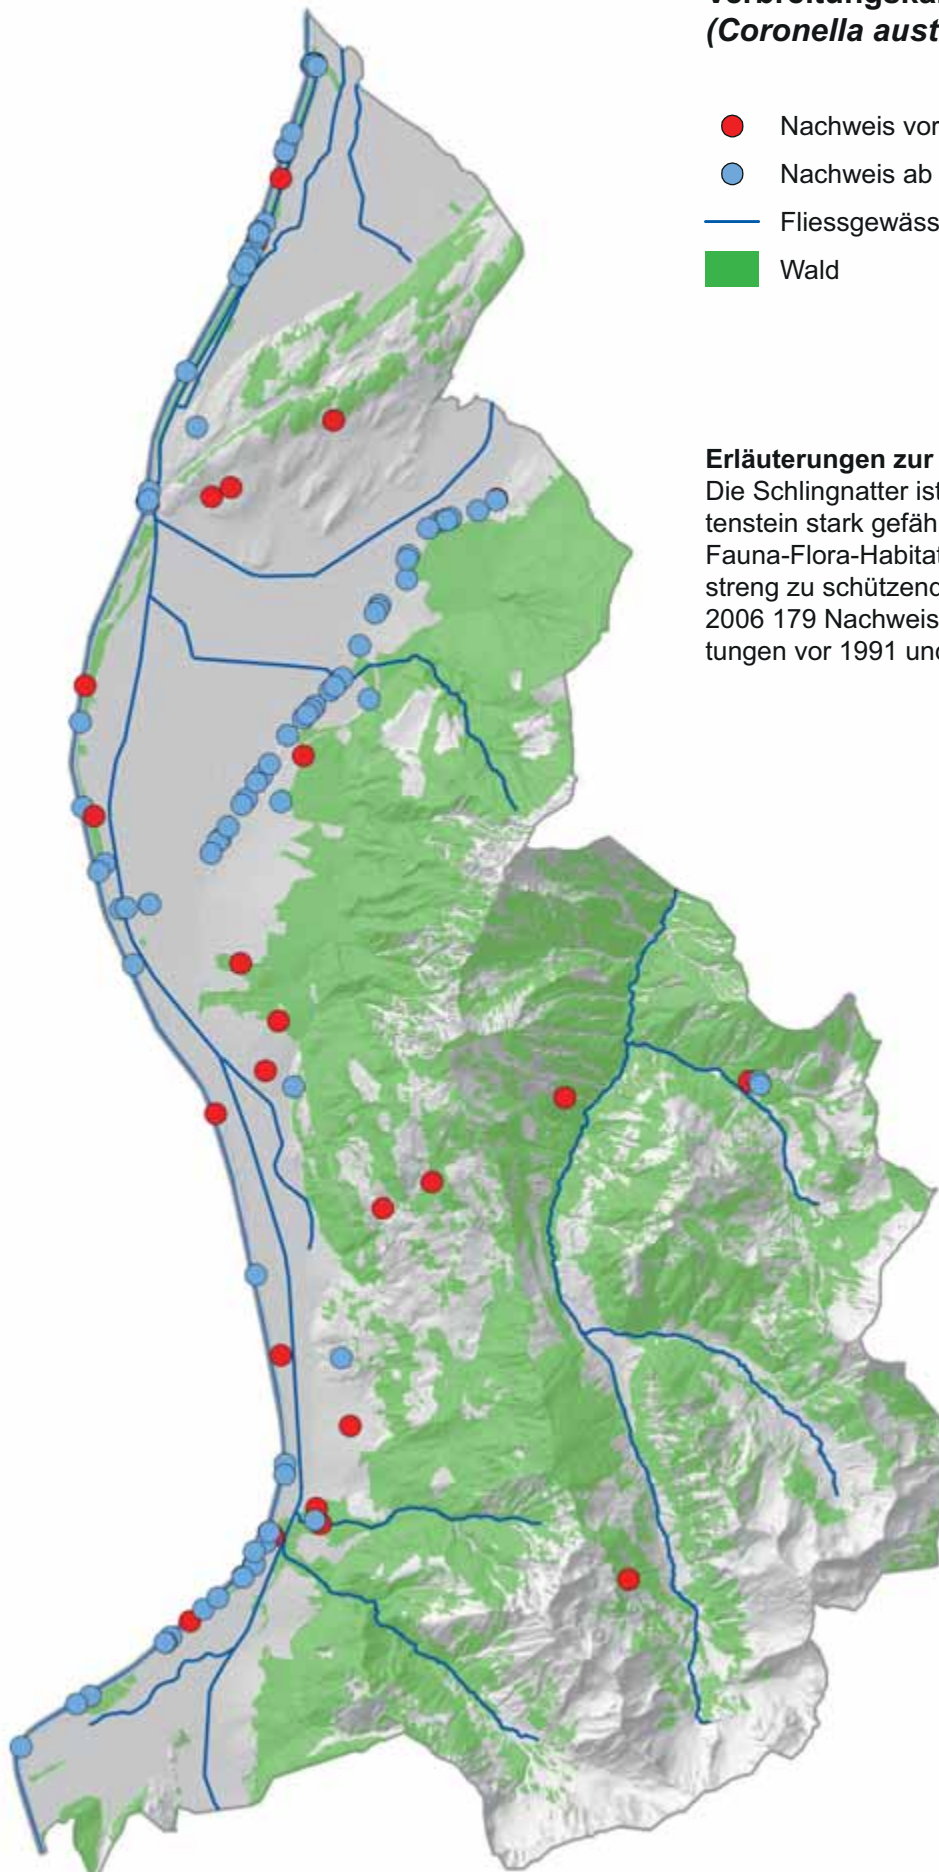 Verbreitungska
(Coronella aust
Nachweis vor
Nachweis ab
Fliessgewäss
Wald
Erläuterungen zur
Die Schlingnatter ist
tenstein stark gefäh
Fauna-Flora-Habitat
streng zu schützend
2006 179 Nachweis
tungen vor 1991 und